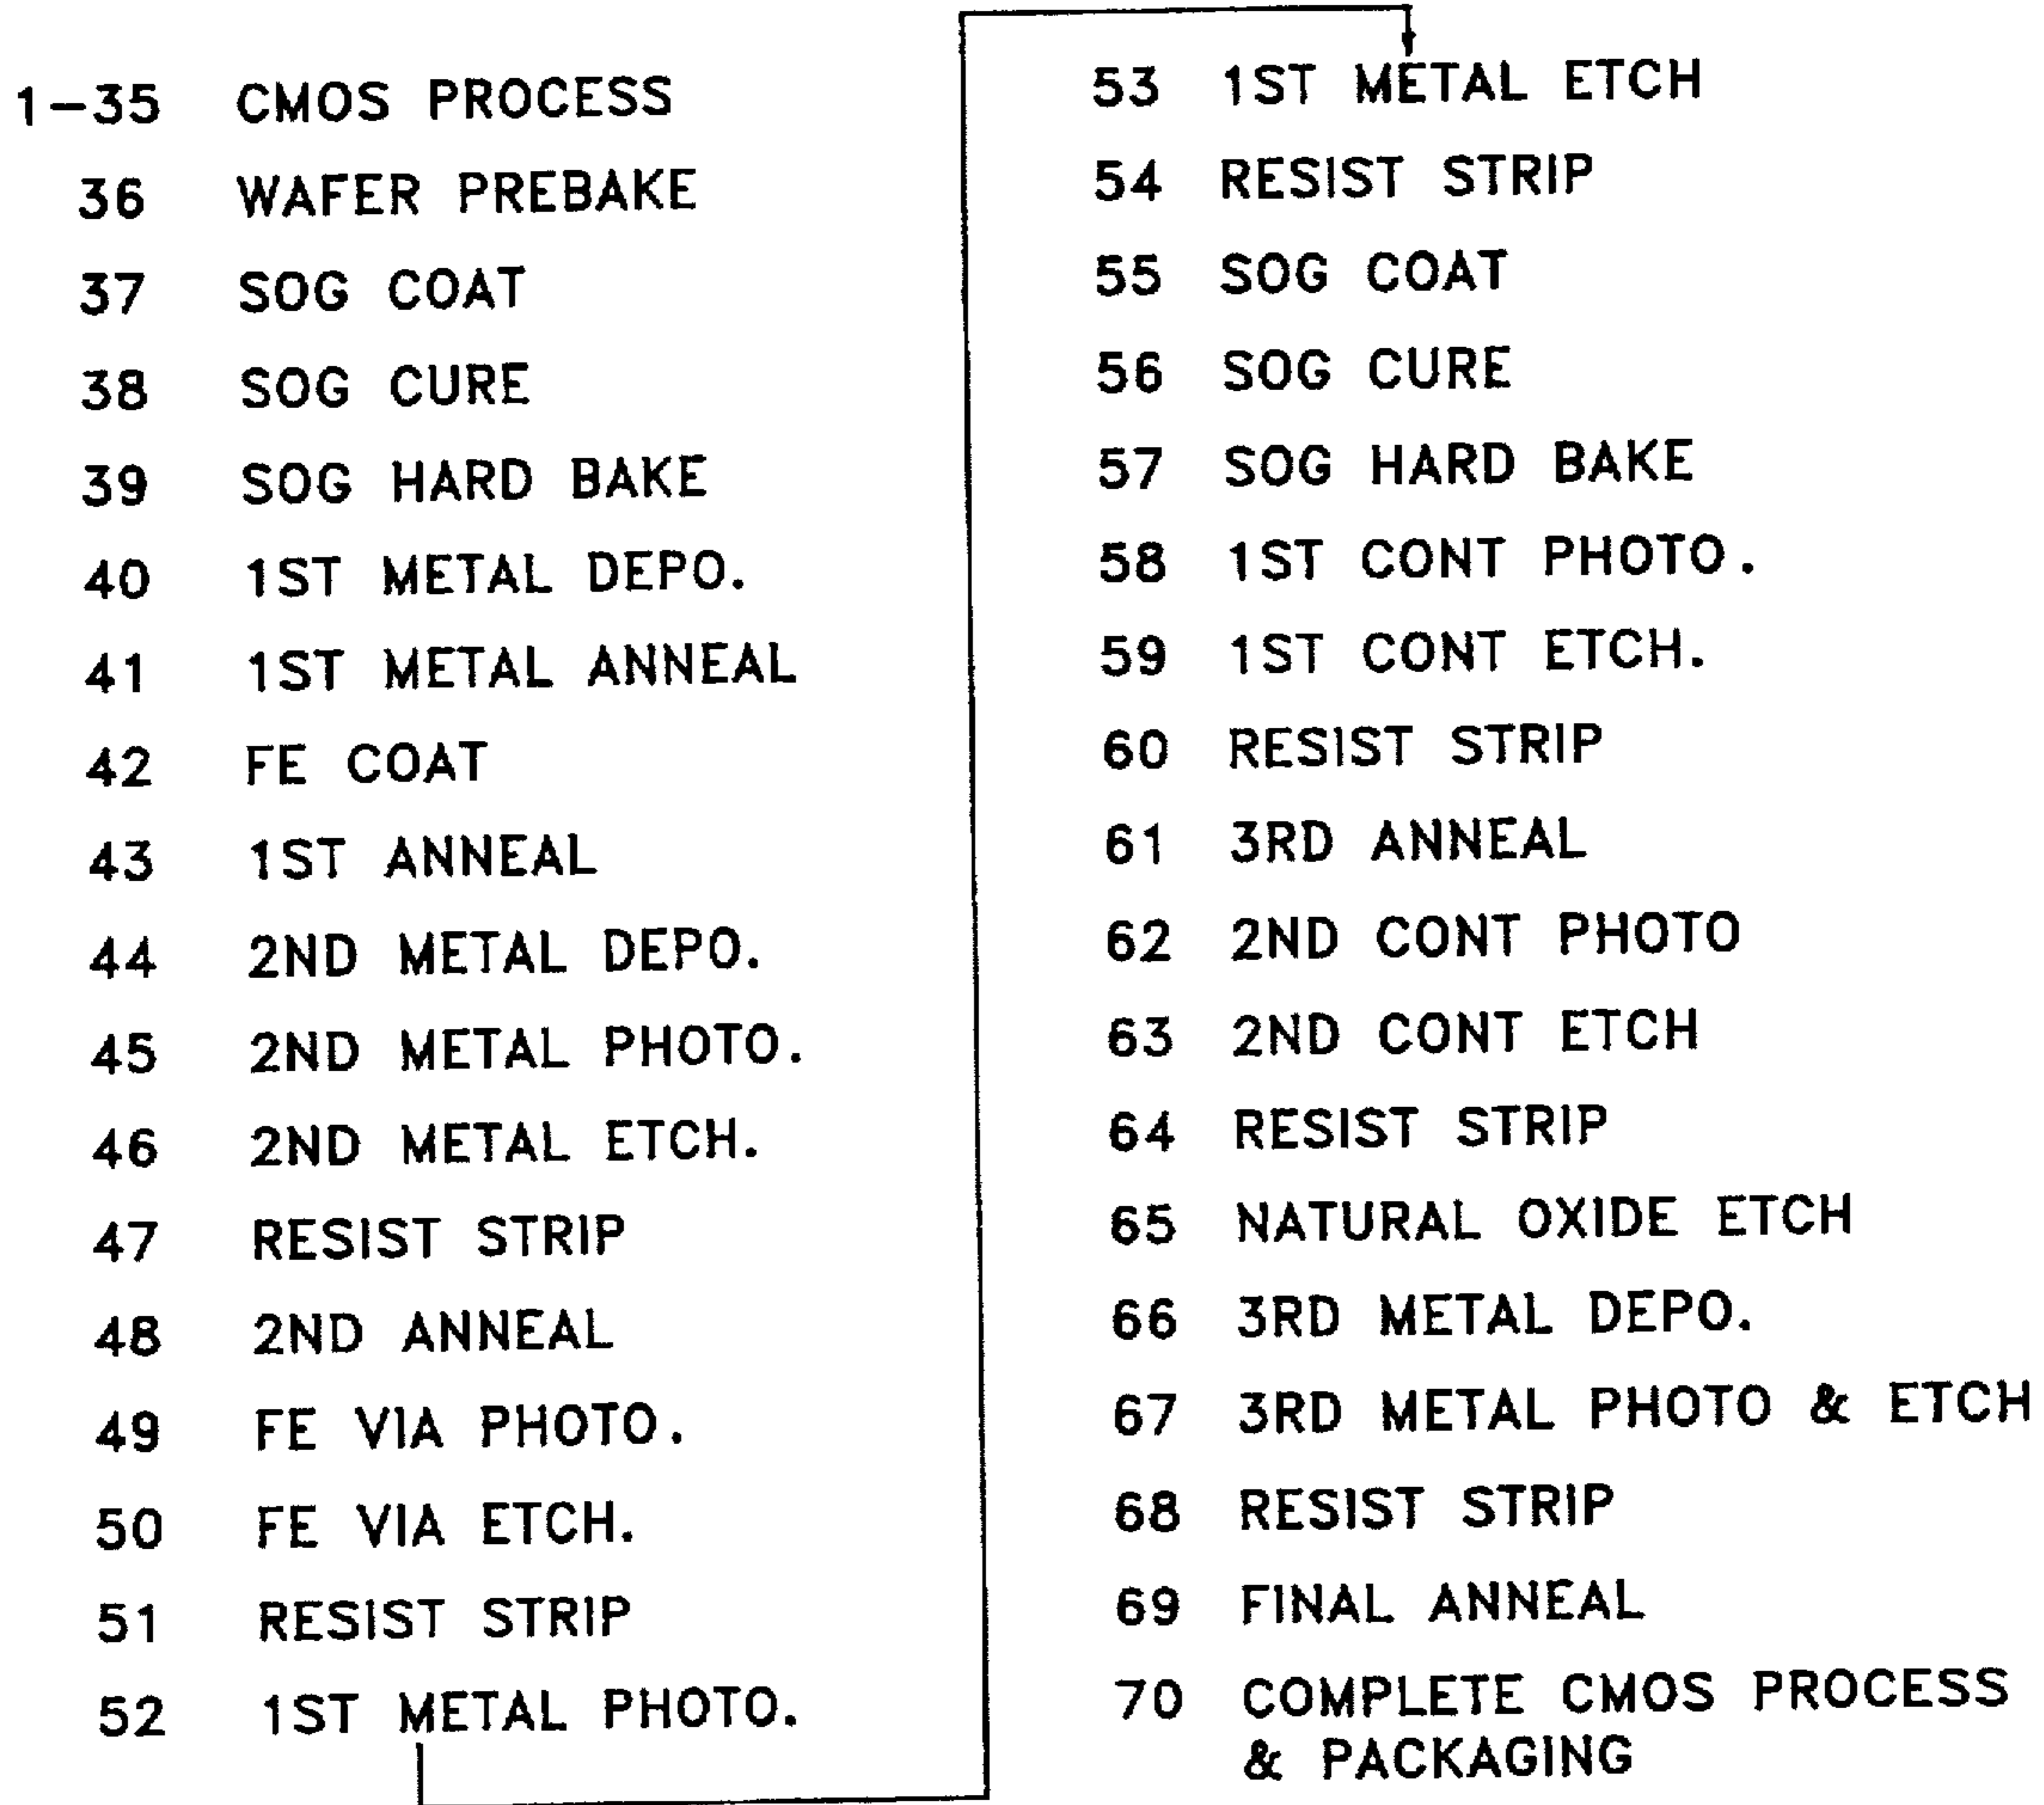 1-35 CMOS PROCESS
36 WAFER PREBAKE
37 SOG COAT
38 SOG CURE
39 SOG HARD BAKE
40 1ST METAL DEPO.
41 1ST METAL ANNEAL
42 FE COAT
43 1ST ANNEAL
44 2ND METAL DEPO.
45 2ND METAL PHOTO.
46 2ND METAL ETCH.
47 RESIST STRIP
48 2ND ANNEAL
49 FE VIA PHOTO.
50 FE VIA ETCH.
51 RESIST STRIP
52 1ST METAL PHOTO.
53 1ST METAL ETCH
54 RESIST STRIP
55 SOG COAT
56 SOG CURE
57 SOG HARD BAKE
58 1ST CONT PHOTO.
59 1ST CONT ETCH.
60 RESIST STRIP
61 3RD ANNEAL
62 2ND CONT PHOTO
63 2ND CONT ETCH
64 RESIST STRIP
65 NATURAL OXIDE ETCH
66 3RD METAL DEPO.
67 3RD METAL PHOTO & ETCH
68 RESIST STRIP
69 FINAL ANNEAL
70 COMPLETE CMOS PROCESS
& PACKAGING